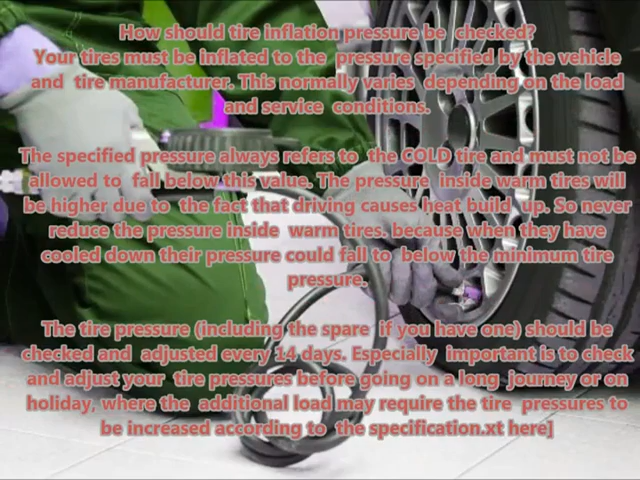 How should tire inflation pressure be checked?
Your tires must be inflated to the pressure specified by the vehicle
and tire manufacturer. This normally varies depending on the load
and service conditions.
The specified pressure always refers to the COLD tire and must not be
allowed to fall below this value. The pressure inside warm tires will
be higher due to the fact that driving causes heat build up. So never
reduce the pressure inside warm tires. because when they have
cooled down their pressure could fall to below the minimum tire
pressure.
The tire pressure (including the spare if you have one) should be
checked and adjusted every 14 days. Especially important is to check
and adjust your tire pressures before going on a long journey or on
holiday, where the additional load may require the tire pressures to
be increased according to the specification.xt here]